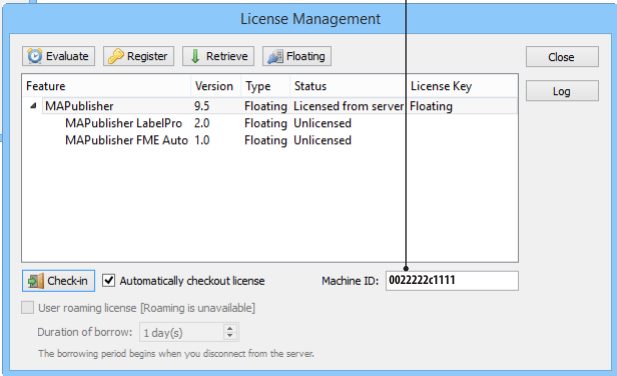 License Management
Evaluate Register Retrieve Floating Close
Feature Version Type Status License Key Log
MAPublisher 9.5 Floating Licensed from server Floating
MAPublisher LabelPro 2.0 Floating Unlicensed
MAPublisher FME Auto 1.0 Floating Unlicensed
Check-in Automatically checkout license Machine ID: 0022222c1111
User roaming license [Roaming is unavailable]
Duration of borrow: 1 day(s)
The borrowing period begins when you disconnect from the server.